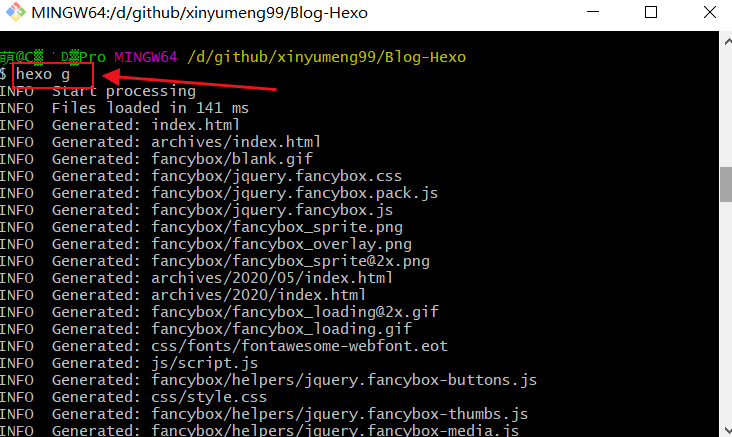 MINGW64:/d/github/xinyumeng99/Blog-Hexo
MINGW64 /d/github/xinyumeng99/Blog-Hexo
$ hexo g
INFO  Start processing
INFO  Files loaded in 141 ms
INFO  Generated: index.html
INFO  Generated: archives/index.html
INFO  Generated: fancybox/blank.gif
INFO  Generated: fancybox/jquery.fancybox.css
INFO  Generated: fancybox/jquery.fancybox.pack.js
INFO  Generated: fancybox/jquery.fancybox.js
INFO  Generated: fancybox/fancybox_sprite.png
INFO  Generated: fancybox/fancybox_overlay.png
INFO  Generated: fancybox/fancybox_sprite@2x.png
INFO  Generated: archives/2020/05/index.html
INFO  Generated: archives/2020/index.html
INFO  Generated: fancybox/fancybox_loading@2x.gif
INFO  Generated: fancybox/fancybox_loading.gif
INFO  Generated: css/fonts/fontawesome-webfont.eot
INFO  Generated: js/script.js
INFO  Generated: fancybox/helpers/jquery.fancybox-buttons.js
INFO  Generated: css/style.css
INFO  Generated: fancybox/helpers/jquery.fancybox-thumbs.js
INFO  Generated: fancybox/helpers/jquery.fancybox-media.js